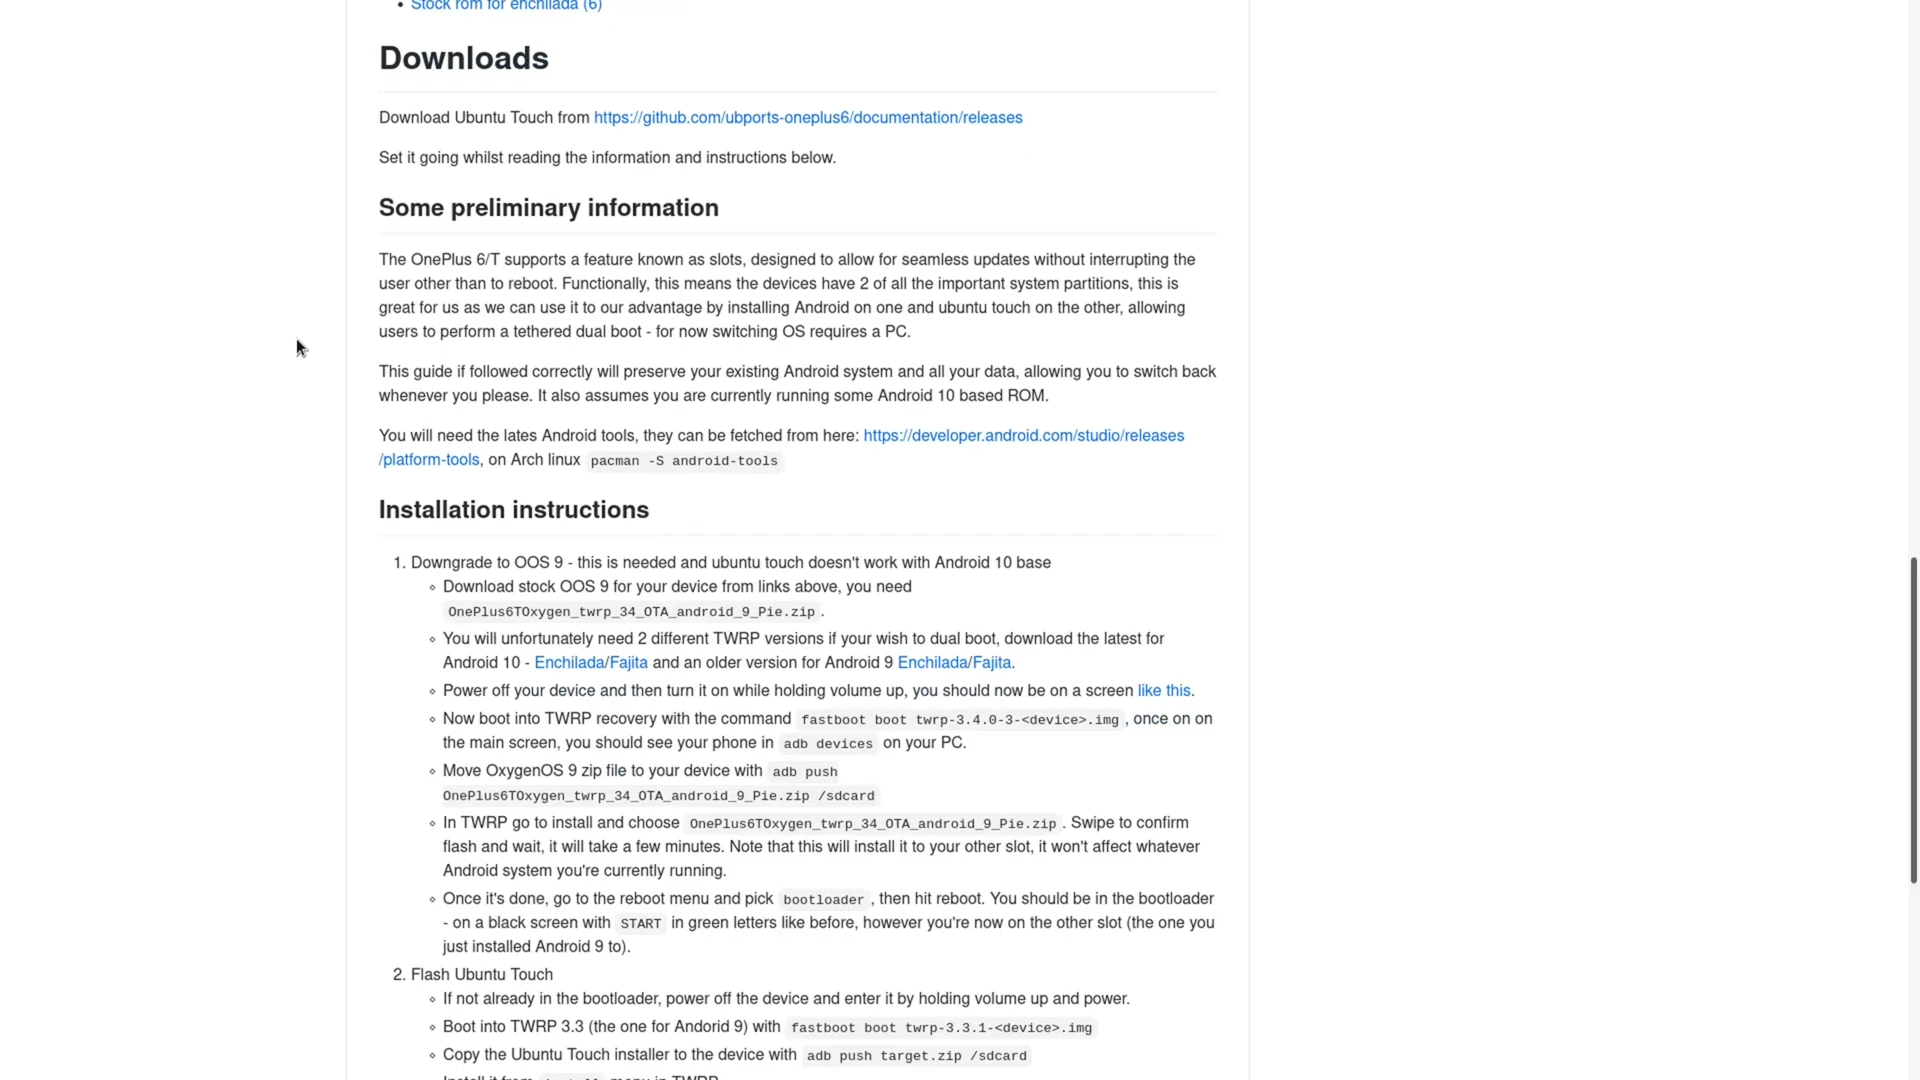 Stock rom for enchilada (6)
Downloads
Download Ubuntu Touch from https://github.com/ubports-oneplus6/documentation/releases
Set it going whilst reading the information and instructions below.
Some preliminary information
The OnePlus 6/T supports a feature known as slots, designed to allow for seamless updates without interrupting the
user other than to reboot. Functionally, this means the devices have 2 of all the important system partitions, this is
great for us as we can use it to our advantage by installing Android on one and ubuntu touch on the other, allowing
users to perform a tethered dual boot - for now switching OS requires a PC.
This guide if followed correctly will preserve your existing Android system and all your data, allowing you to switch back
whenever you please. It also assumes you are currently running some Android 10 based ROM.
You will need the lates Android tools, they can be fetched from here: https://developer.android.com/studio/releases
/platform-tools, on Arch linux pacman -S android-tools
Installation instructions
1. Downgrade to OOS 9 - this is needed and ubuntu touch doesn't work with Android 10 base
Download stock OOS 9 for your device from links above, you need
OnePlus6TOxygen_twrp_34_OTA_android_9_Pie.zip .
You will unfortunately need 2 different TWRP versions if your wish to dual boot, download the latest for
Android 10 - Enchilada/Fajita and an older version for Android 9 Enchilada/Fajita.
Power off your device and then turn it on while holding volume up, you should now be on a screen like this.
Now boot into TWRP recovery with the command fastboot boot twrp-3.4.0-3-<device>.img , once on on
the main screen, you should see your phone in adb devices on your PC.
Move OxygenOS 9 zip file to your device with adb push
OnePlus6TOxygen_twrp_34_OTA_android_9_Pie.zip /sdcard
In TWRP go to install and choose OnePlus6TOxygen_twrp_34_OTA_android_9_Pie.zip . Swipe to confirm
flash and wait, it will take a few minutes. Note that this will install it to your other slot, it won't affect whatever
Android system you're currently running.
Once it's done, go to the reboot menu and pick bootloader , then hit reboot. You should be in the bootloader
- on a black screen with START in green letters like before, however you're now on the other slot (the one you
just installed Android 9 to).
2. Flash Ubuntu Touch
If not already in the bootloader, power off the device and enter it by holding volume up and power.
Boot into TWRP 3.3 (the one for Andorid 9) with fastboot boot twrp-3.3.1-<device>.img
Copy the Ubuntu Touch installer to the device with adb push target.zip /sdcard
Install it from install menu in TWRP